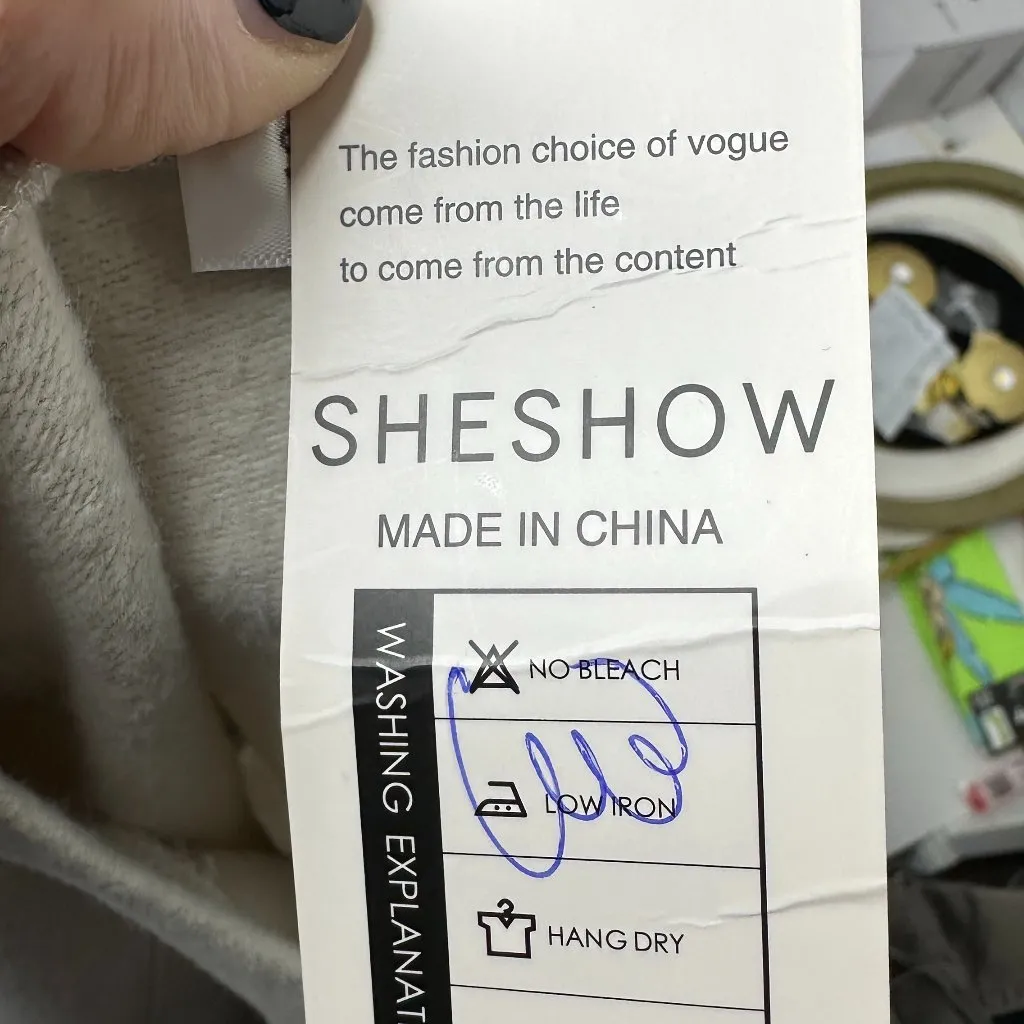 The fashion choice of vogue
come from the life
to come from the content
SHESHOW
MADE IN CHINA
WASHING EXPLANAT
NO BLEACH
LOW IRON
HANG DRY